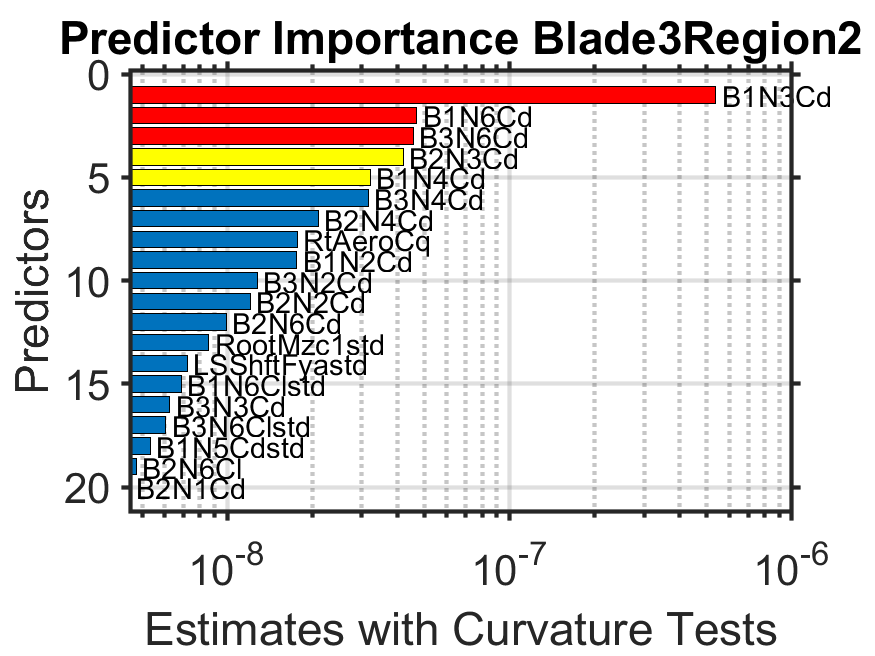 Predictor Importance Blade3Region2
0
5
10
15
20
Predictors
B1N3Cd
B1N6Cd
B3N6Cd
B2N3Cd
B1N4Cd
B3N4Cd
B2N4Cd
RtAeroCq
B1N2Cd
B3N2Cd
B2N2Cd
B2N6Cd
RootMzc1std
LSShftFyastd
B1N6Clstd
B3N3Cd
B3N6Clstd
B1N5Cdstd
B2N6Cl
B2N1Cd
10^-8 10^-7 10^-6
Estimates with Curvature Tests